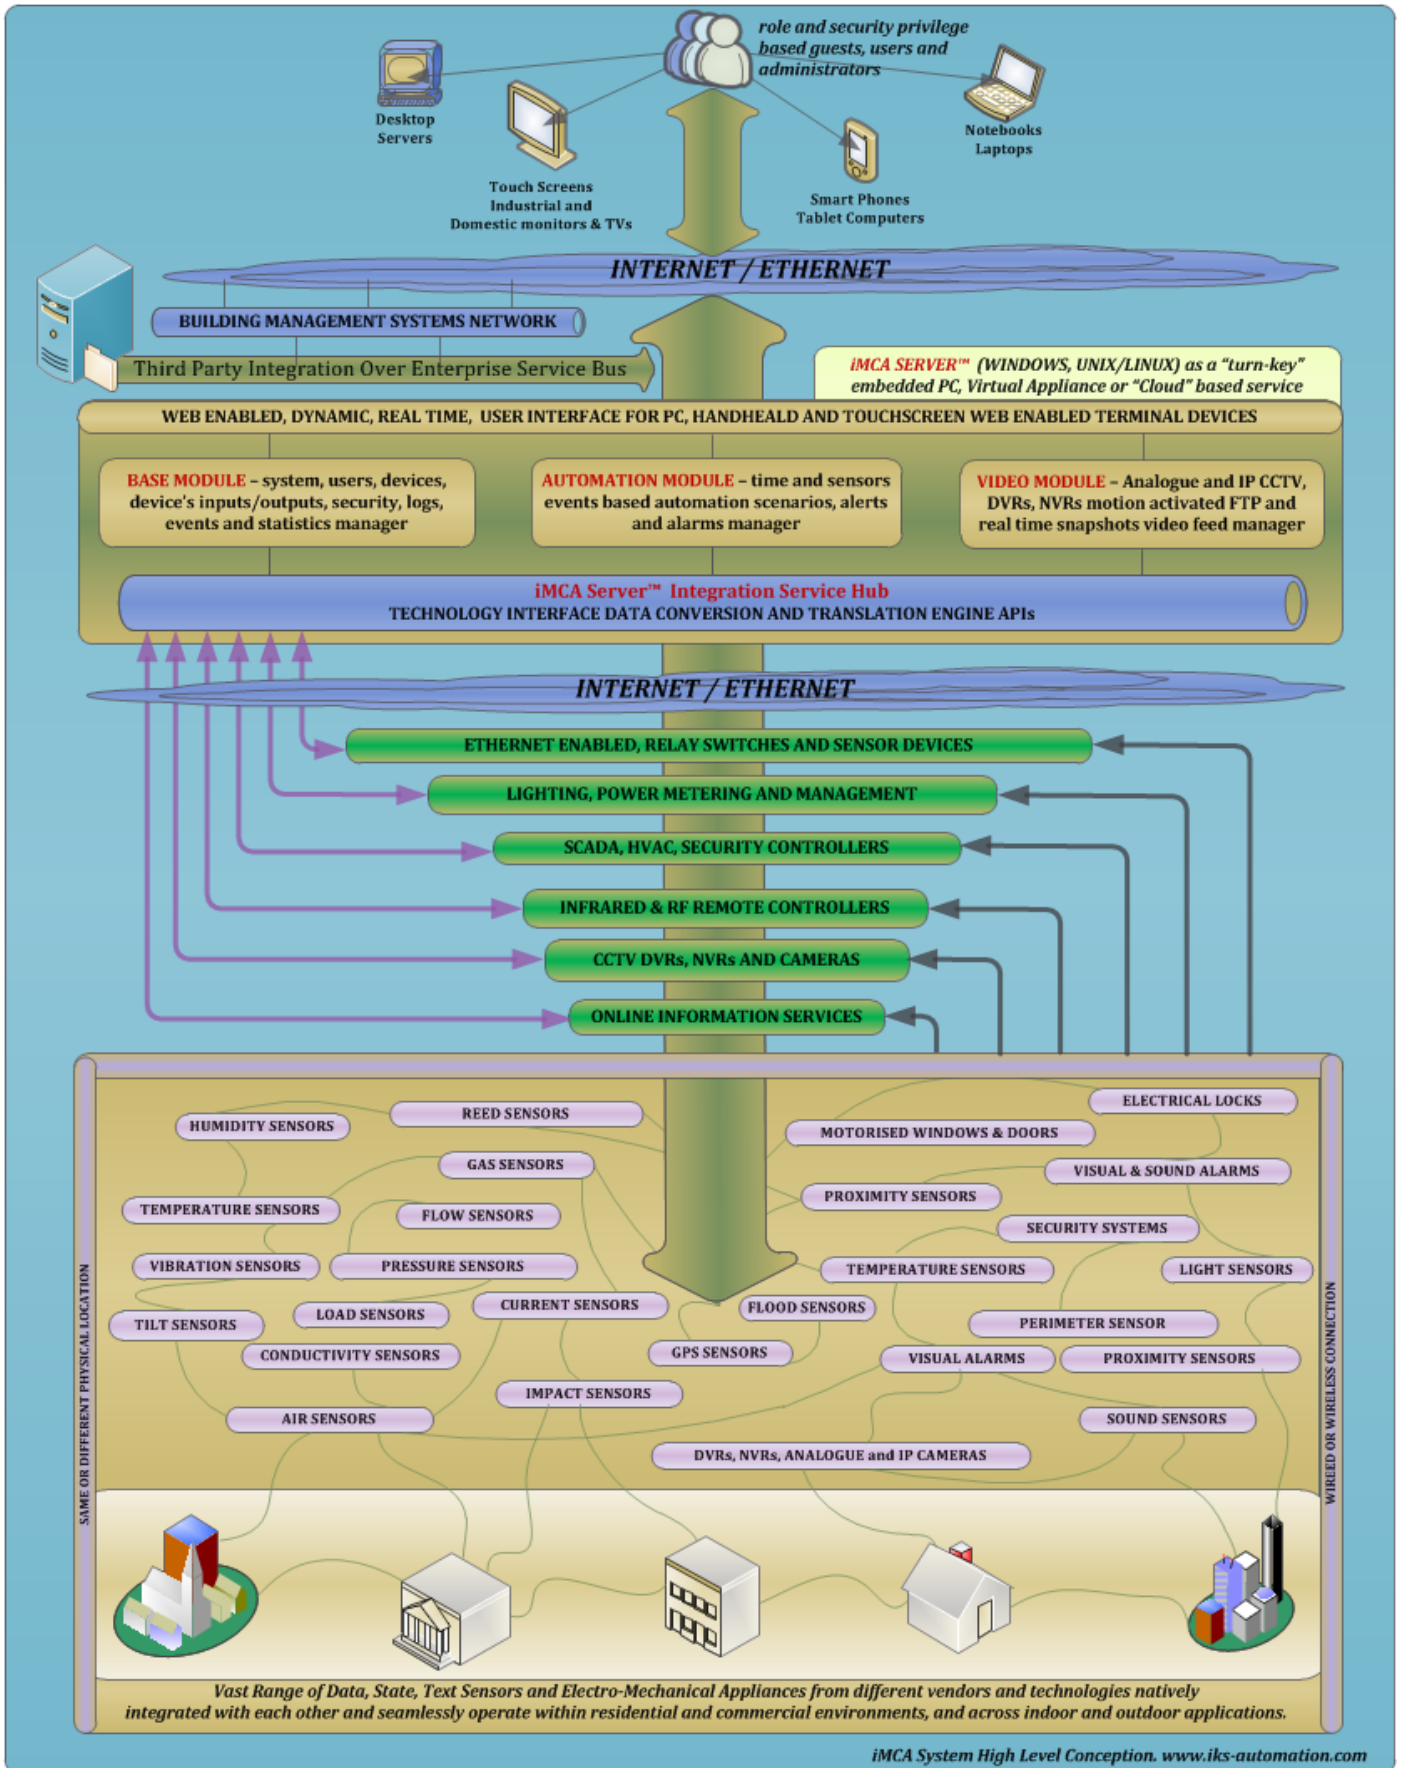 role and security privilege
based guests, users and
administrators
Desktop
Servers
Touch Screens
Industrial and
Domestic monitors & TVs
Smart Phones
Tablet Computers
Notebooks
Laptops
INTERNET / ETHERNET
BUILDING MANAGEMENT SYSTEMS NETWORK
Third Party Integration Over Enterprise Service Bus
iMCA SERVER™ (WINDOWS, UNIX/LINUX) as a “turn-key”
embedded PC, Virtual Appliance or “Cloud” based service
WEB ENABLED, DYNAMIC, REAL TIME, USER INTERFACE FOR PC, HANDHEALD AND TOUCHSCREEN WEB ENABLED TERMINAL DEVICES
BASE MODULE – system, users, devices,
device's inputs/outputs, security, logs,
events and statistics manager
AUTOMATION MODULE – time and sensors
events based automation scenarios, alerts
and alarms manager
VIDEO MODULE – Analogue and IP CCTV,
DVRs, NVRs motion activated FTP and
real time snapshots video feed manager
iMCA Server™ Integration Service Hub
TECHNOLOGY INTERFACE DATA CONVERSION AND TRANSLATION ENGINE APIs
INTERNET / ETHERNET
ETHERNET ENABLED, RELAY SWITCHES AND SENSOR DEVICES
LIGHTING, POWER METERING AND MANAGEMENT
SCADA, HVAC, SECURITY CONTROLLERS
INFRARED & RF REMOTE CONTROLLERS
CCTV DVRs, NVRs AND CAMERAS
ONLINE INFORMATION SERVICES
SAME OR DIFFERENT PHYSICAL LOCATION
WIREED OR WIRELESS CONNECTION
ELECTRICAL LOCKS
REED SENSORS
HUMIDITY SENSORS
MOTORISED WINDOWS & DOORS
GAS SENSORS
VISUAL & SOUND ALARMS
PROXIMITY SENSORS
TEMPERATURE SENSORS
FLOW SENSORS
SECURITY SYSTEMS
VIBRATION SENSORS
PRESSURE SENSORS
TEMPERATURE SENSORS
LIGHT SENSORS
CURRENT SENSORS
FLOOD SENSORS
LOAD SENSORS
TILT SENSORS
PERIMETER SENSOR
CONDUCTIVITY SENSORS
GPS SENSORS
VISUAL ALARMS
PROXIMITY SENSORS
IMPACT SENSORS
AIR SENSORS
SOUND SENSORS
DVRs, NVRs, ANALOGUE and IP CAMERAS
Vast Range of Data, State, Text Sensors and Electro-Mechanical Appliances from different vendors and technologies natively
integrated with each other and seamlessly operate within residential and commercial environments, and across indoor and outdoor applications.
iMCA System High Level Conception. www.iks-automation.com